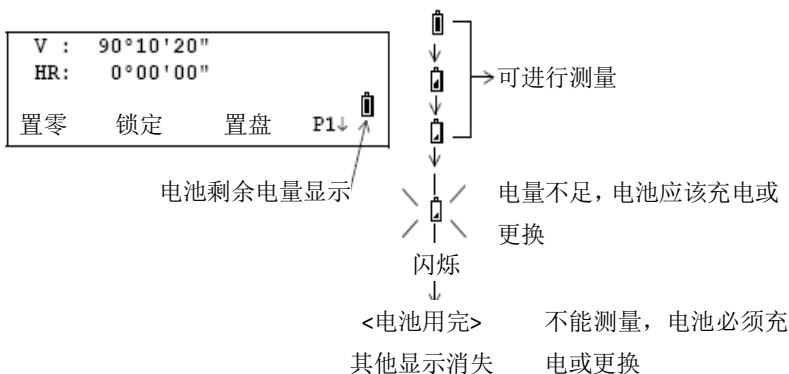 V : 90°10'20"
HR: 0°00'00"
置零 锁定 置盘 P1↓
电池剩余电量显示
可进行测量
电量不足，电池应该充电或
更换
闪烁
<电池用完>
其他显示消失
不能测量，电池必须充
电或更换